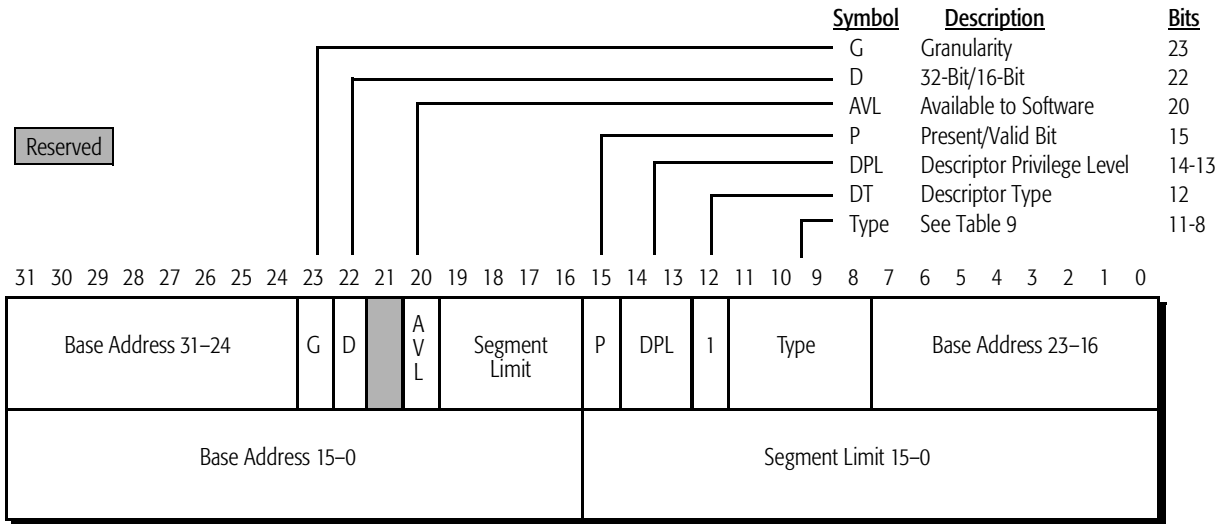 Symbol Description Bits
G Granularity 23
D 32-Bit/16-Bit 22
AVL Available to Software 20
P Present/Valid Bit 15
DPL Descriptor Privilege Level 14-13
DT Descriptor Type 12
Type See Table 9 11-8
Reserved
31 30 29 28 27 26 25 24 23 22 21 20 19 18 17 16 15 14 13 12 11 10 9 8 7 6 5 4 3 2 1 0
Base Address 31–24
G
D
A
V
L
Segment
Limit
P
DPL
1
Type
Base Address 23–16
Base Address 15–0
Segment Limit 15–0